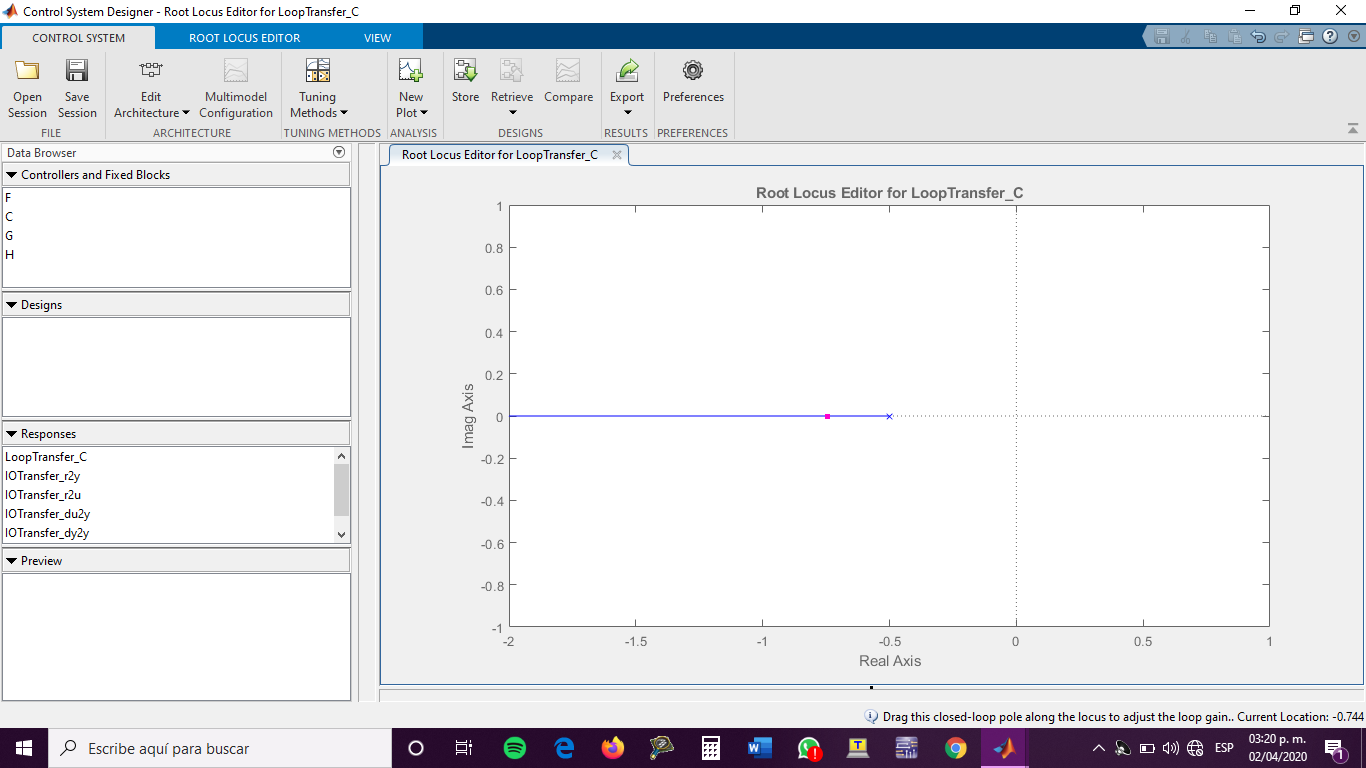 Control System Designer - Root Locus Editor for LoopTransfer_C
CONTROL SYSTEM ROOT LOCUS EDITOR VIEW
Open Session
Save Session
Edit Architecture
Multimodel Configuration
Tuning Methods
New Plot
Store
Retrieve
Compare
Export
Preferences
FILE ARCHITECTURE TUNING METHODS ANALYSIS DESIGNS RESULTS PREFERENCES
Data Browser
Controllers and Fixed Blocks
F
C
G
H
Designs
Responses
LoopTransfer_C
IOTransfer_r2y
IOTransfer_r2u
IOTransfer_du2y
IOTransfer_dy2y
Preview
Root Locus Editor for LoopTransfer_C
Root Locus Editor for LoopTransfer_C
1
0.8
0.6
0.4
0.2
0
-0.2
-0.4
-0.6
-0.8
-1
Imag Axis
-2 -1.5 -1 -0.5 0 0.5 1
Real Axis
Drag this closed-loop pole along the locus to adjust the loop gain.. Current Location: -0.744
Escribe aquí para buscar
ESP
03:20 p. m.
02/04/2020
1